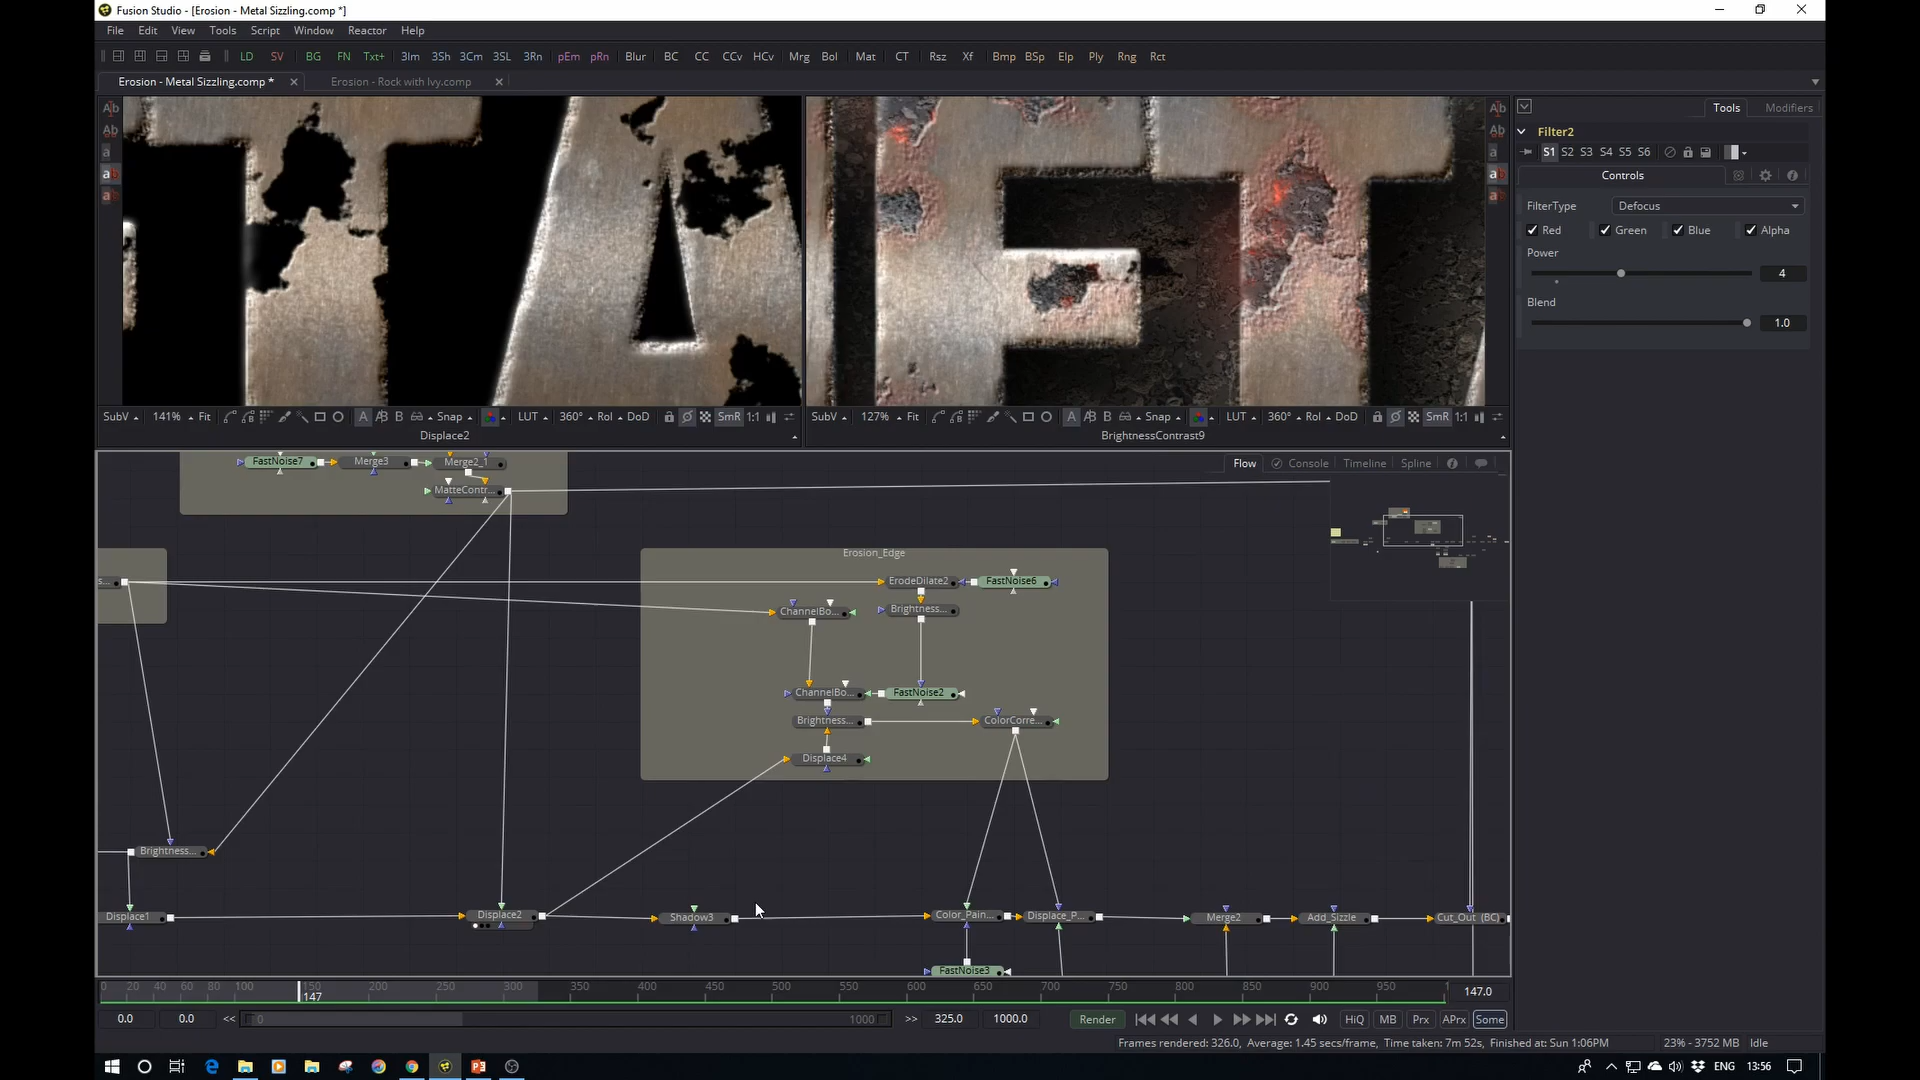 Fusion Studio - [Erosion - Metal Sizzling.comp *]
File Edit View Tools Script Window Reactor Help
LD SV BG FN Txt+ 3Im 3Sh 3Cm 3SL 3Rn pEm pRn Blur BC CC CCv HCv Mrg Bol Mat CT Rsz Xf Bmp BSp Elp Ply Rng Rct
Erosion - Metal Sizzling.comp * Erosion - Rock with Ivy.comp
Tools Modifiers
Filter2
S1 S2 S3 S4 S5 S6
Controls
FilterType Defocus
Red Green Blue Alpha
Power
4
Blend
1.0
Ab
Ab
a
ab
ab
Ab
Ab
a
ab
ab
SubV 141% Fit A B Snap LUT 360° Rol DoD SmR 1:1
Displace2
SubV 127% Fit A B Snap LUT 360° Rol DoD SmR 1:1
BrightnessContrast9
Flow Console Timeline Spline
FastNoise7 Merge3 Merge2_1
MatteContr...
Erosion_Edge
s... ErodeDilate2 FastNoise6
ChannelBo... Brightness...
ChannelBo... FastNoise2
Brightness... ColorCorre...
Displace4
Brightness...
Displace1 Displace2 Shadow3 Color_Pain... Displace_P... Merge2 Add_Sizzle Cut_Out (BC)
FastNoise3
0 20 40 60 80 100 150 200 250 300 350 400 450 500 550 600 650 700 750 800 850 900 950
147 147.0
0.0 0.0 << 0 1000 >> 325.0 1000.0 Render HiQ MB Prx APrx Some
Frames rendered: 326.0, Average: 1.45 secs/frame, Time taken: 7m 52s, Finished at: Sun 1:06PM 23% - 3752 MB Idle
ENG 13:56